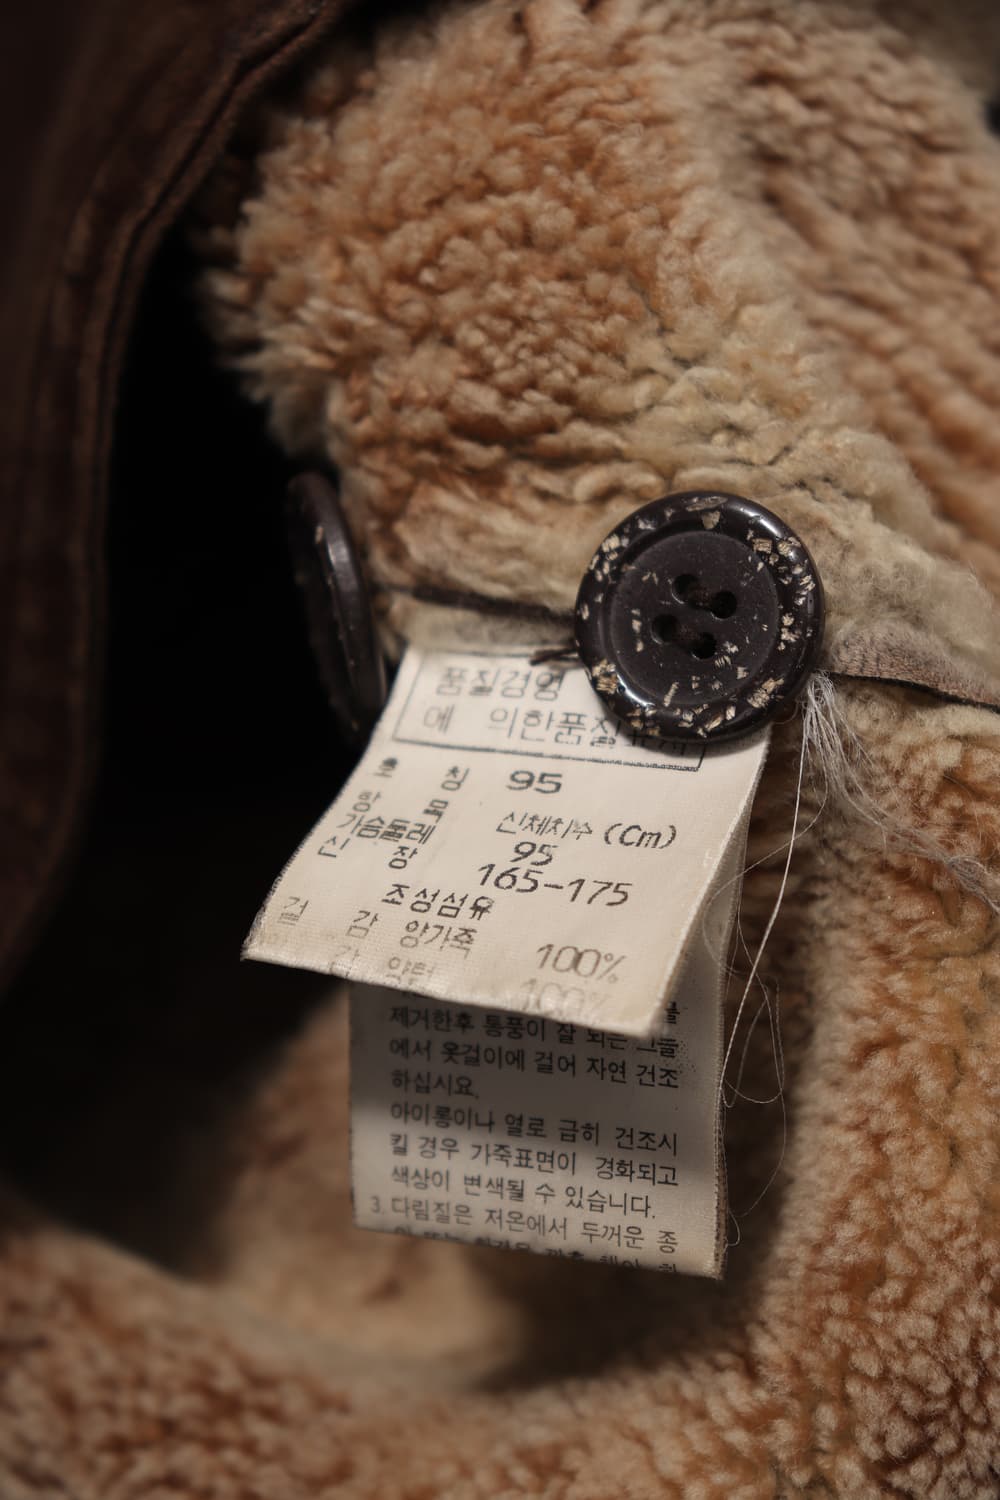 품질경영
에 의한품질표시
호 칭 95
항 목 신체치수 (Cm)
가슴둘레 95
신 장 165-175
조성섬유
겉 감 양가죽 100%
안 감 양털 100%
제거한후 통풍이 잘 되는 그늘
에서 옷걸이에 걸어 자연 건조
하십시요.
아이롱이나 열로 급히 건조시
킬 경우 가죽표면이 경화되고
색상이 변색될 수 있습니다.
3. 다림질은 저온에서 두꺼운 종